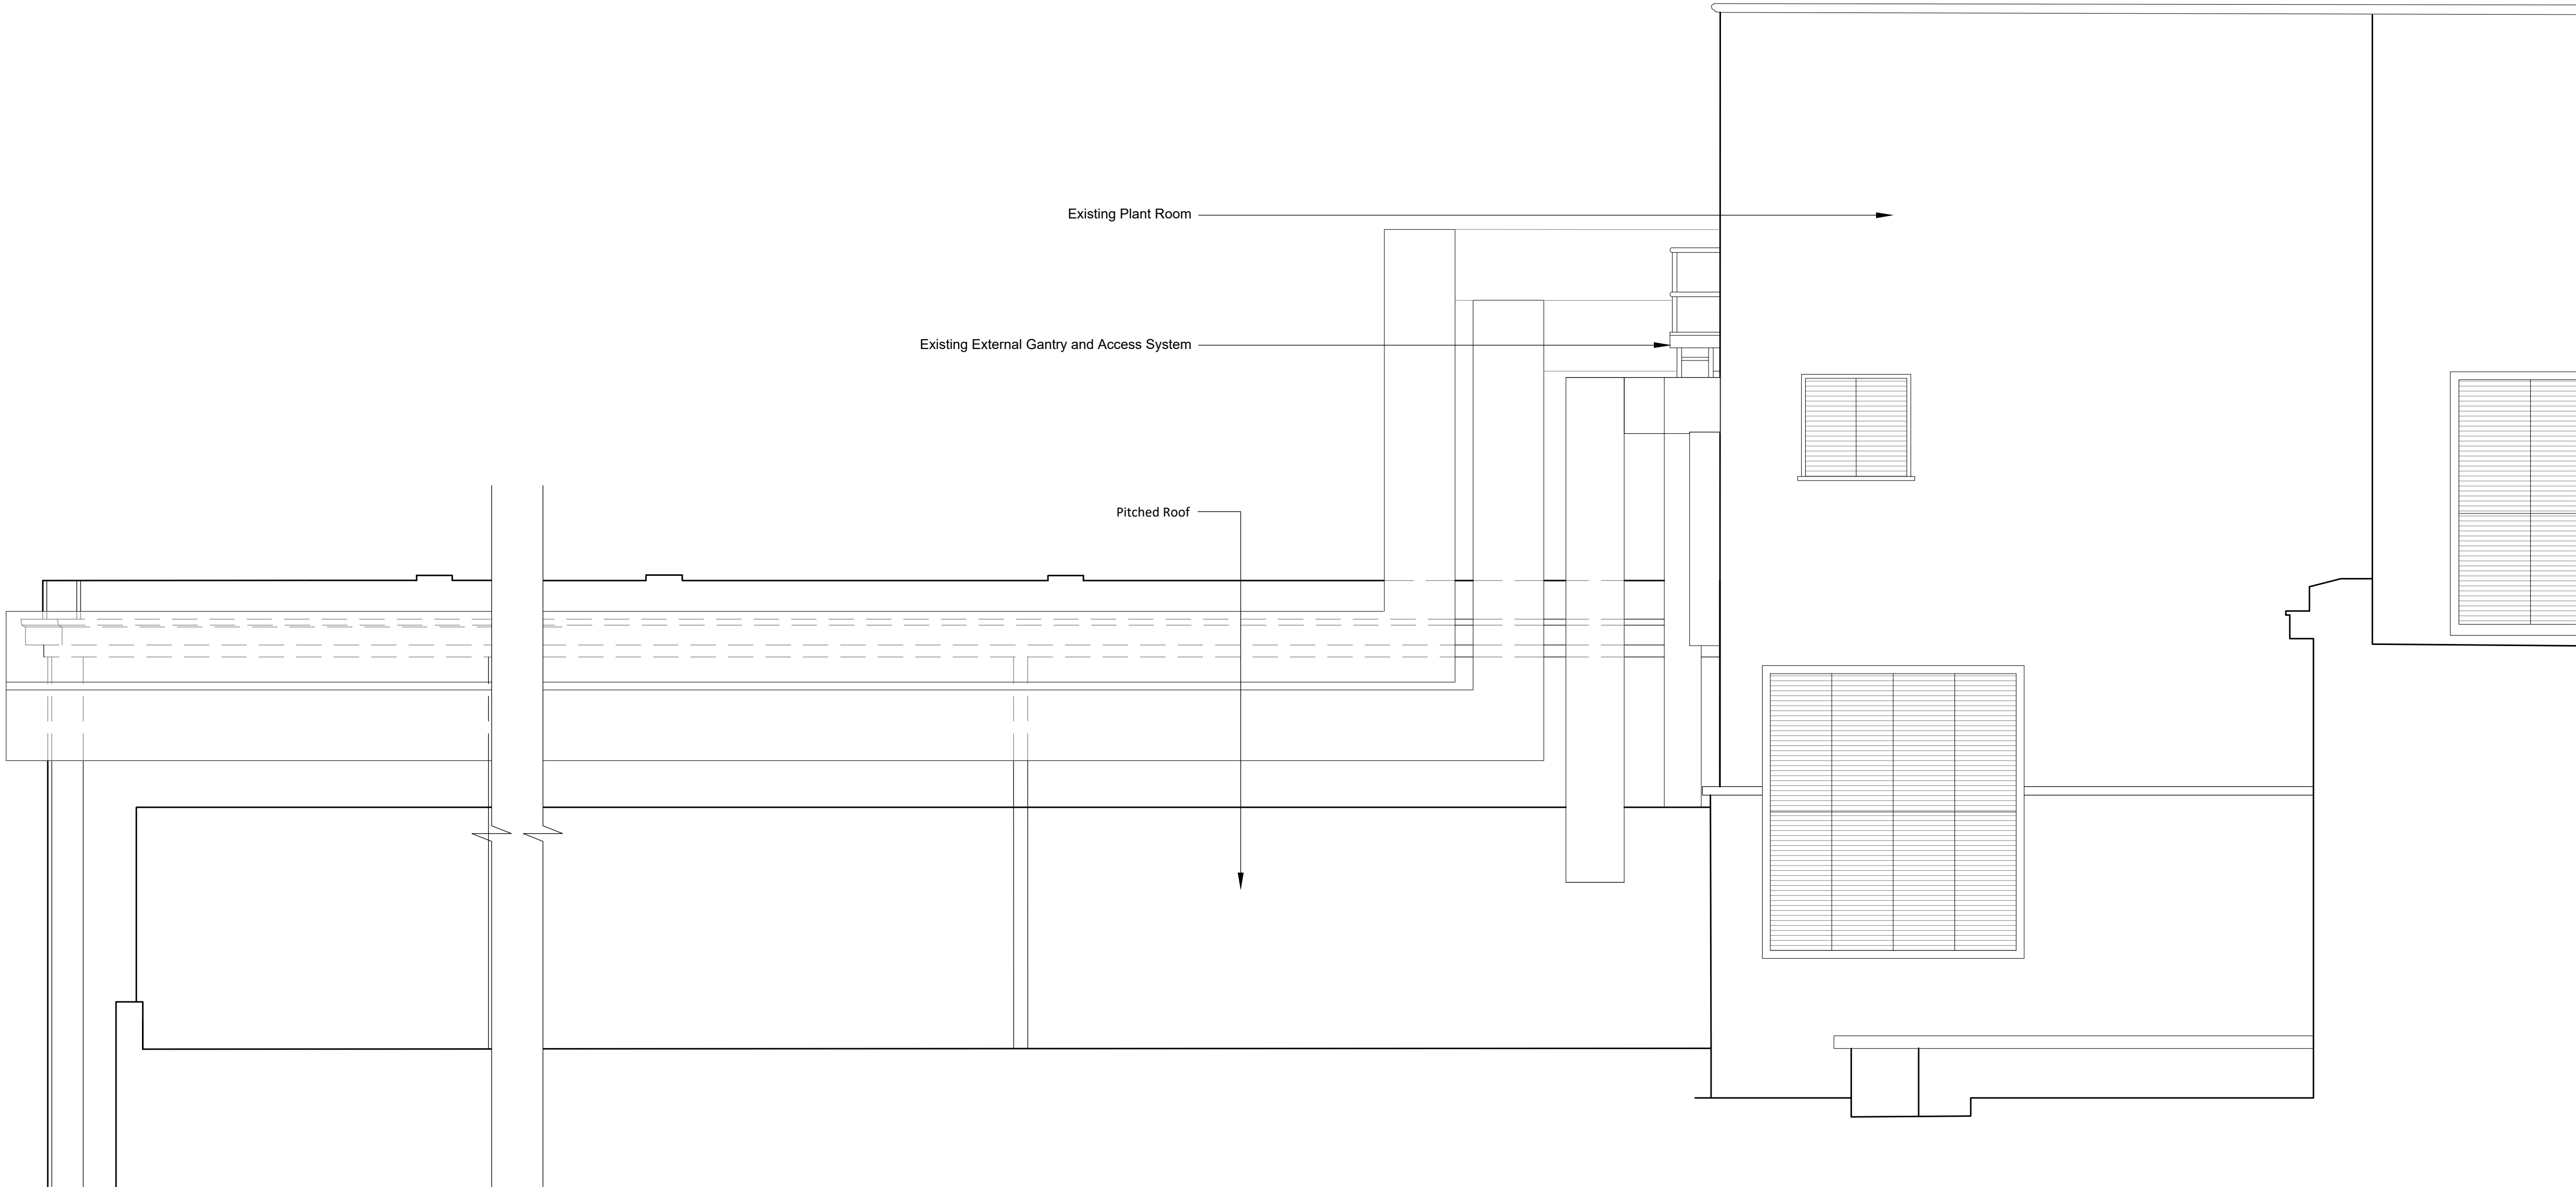 Existing Plant Room
Existing External Gantry and Access System
Pitched Roof